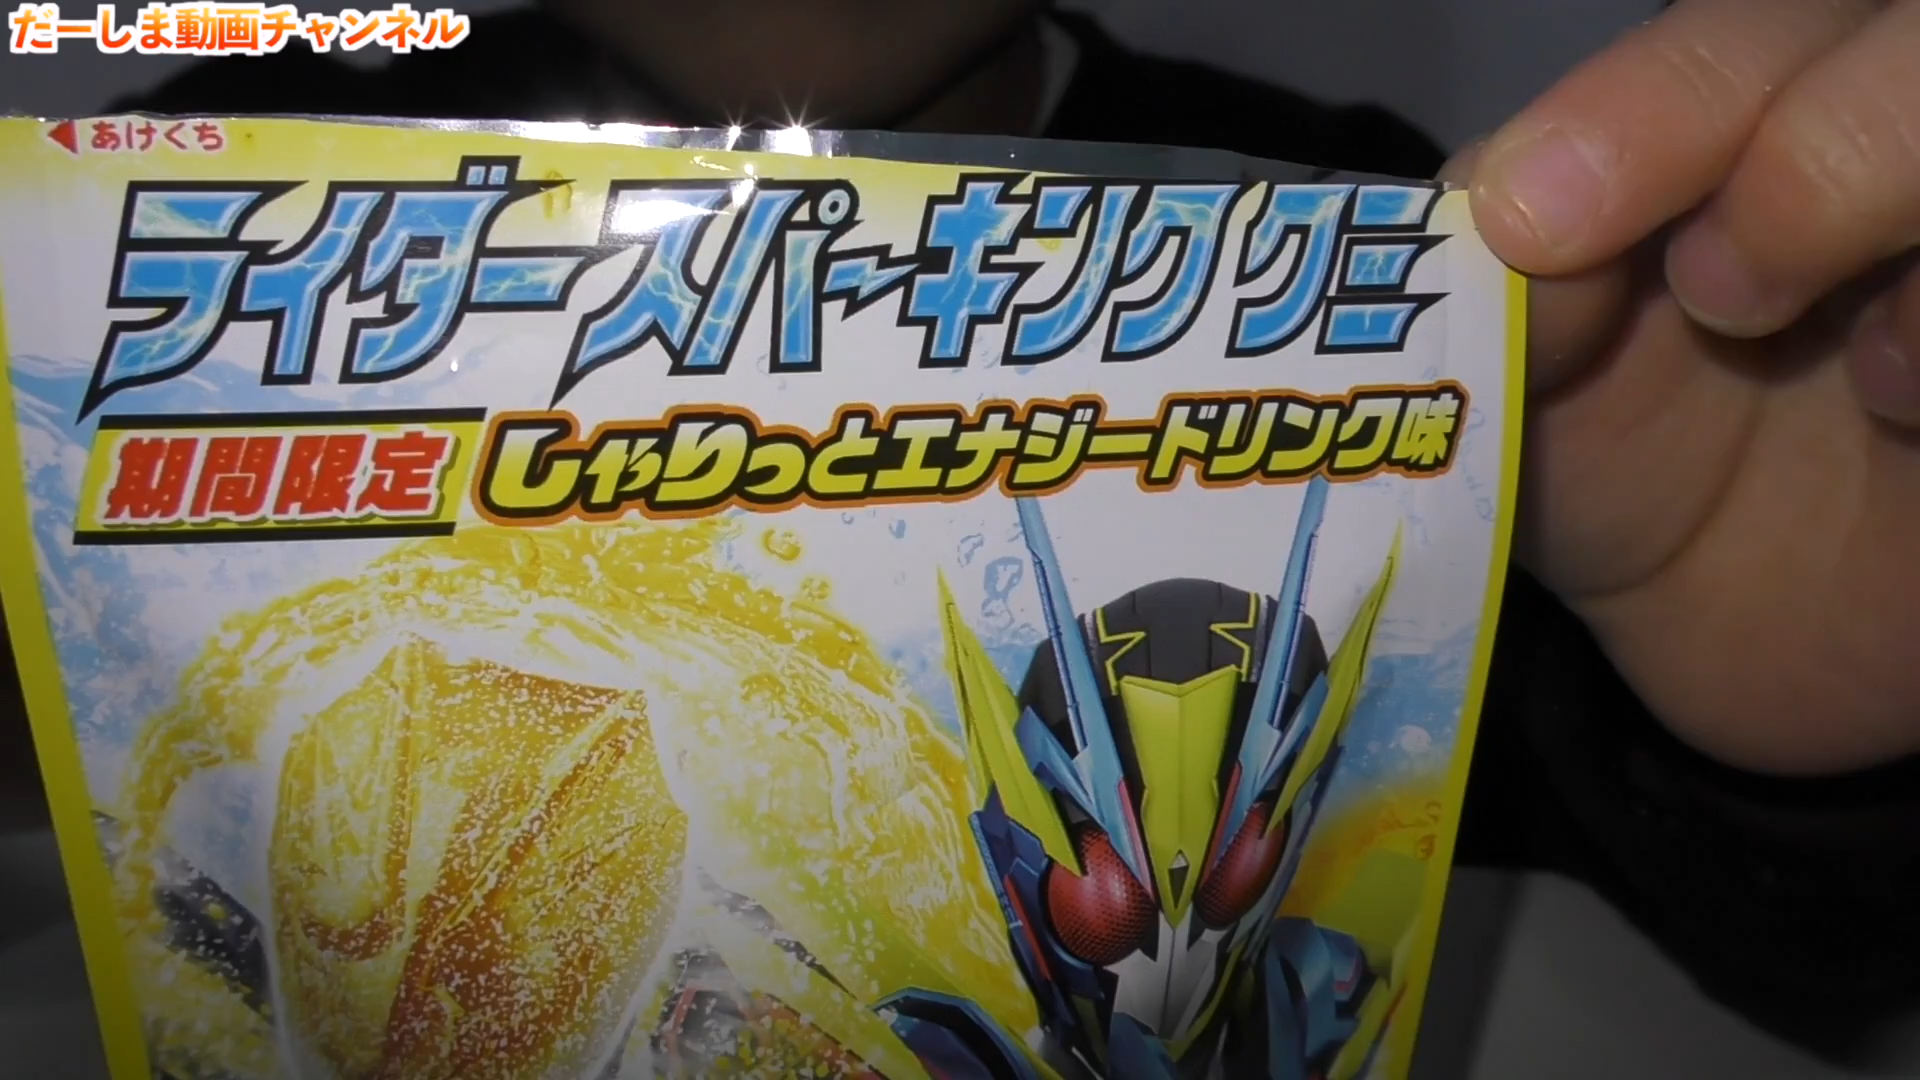 だーしま動画チャンネル
あけくち
ライダースパーキンググミ
期間限定 しゃりっとエナジードリンク味